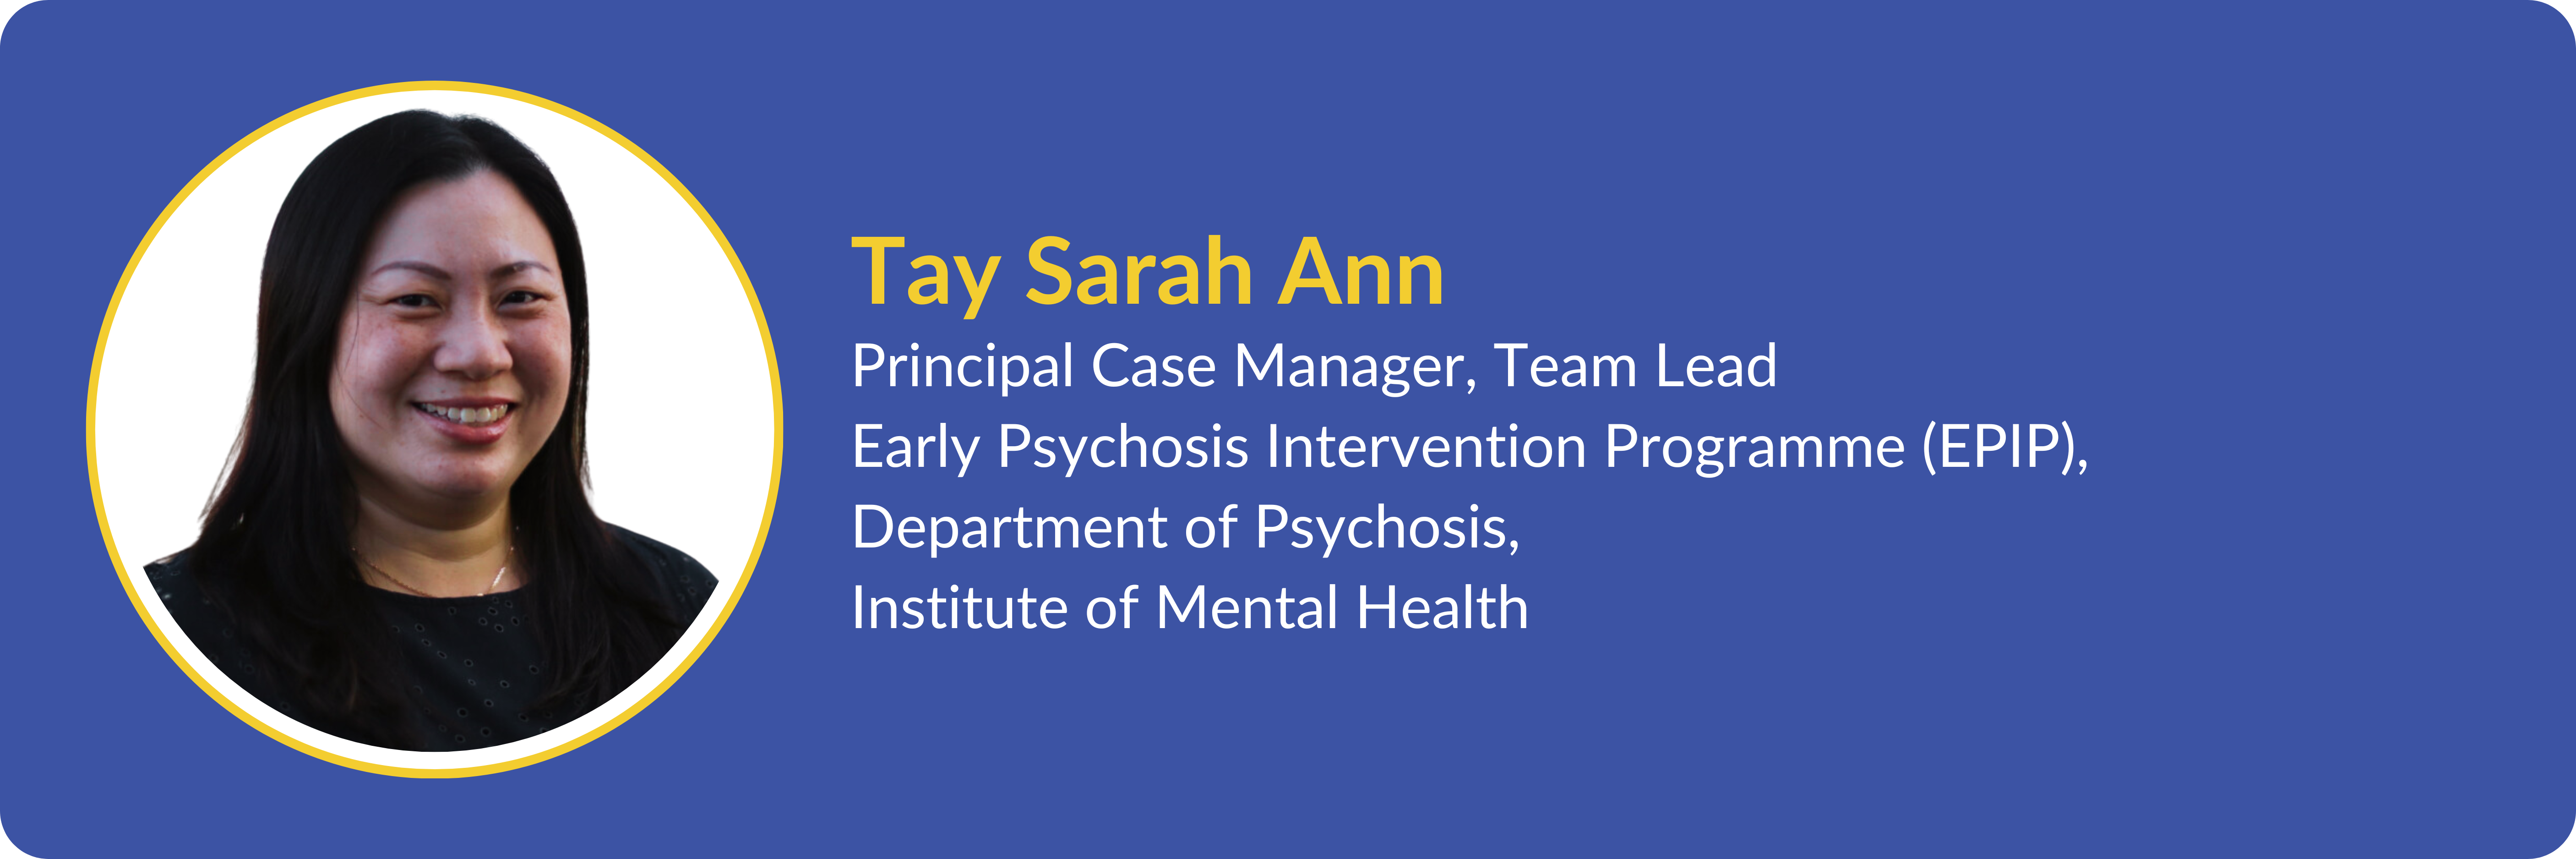 Tay Sarah Ann
Principal Case Manager, Team Lead
Early Psychosis Intervention Programme (EPIP),
Department of Psychosis,
Institute of Mental Health